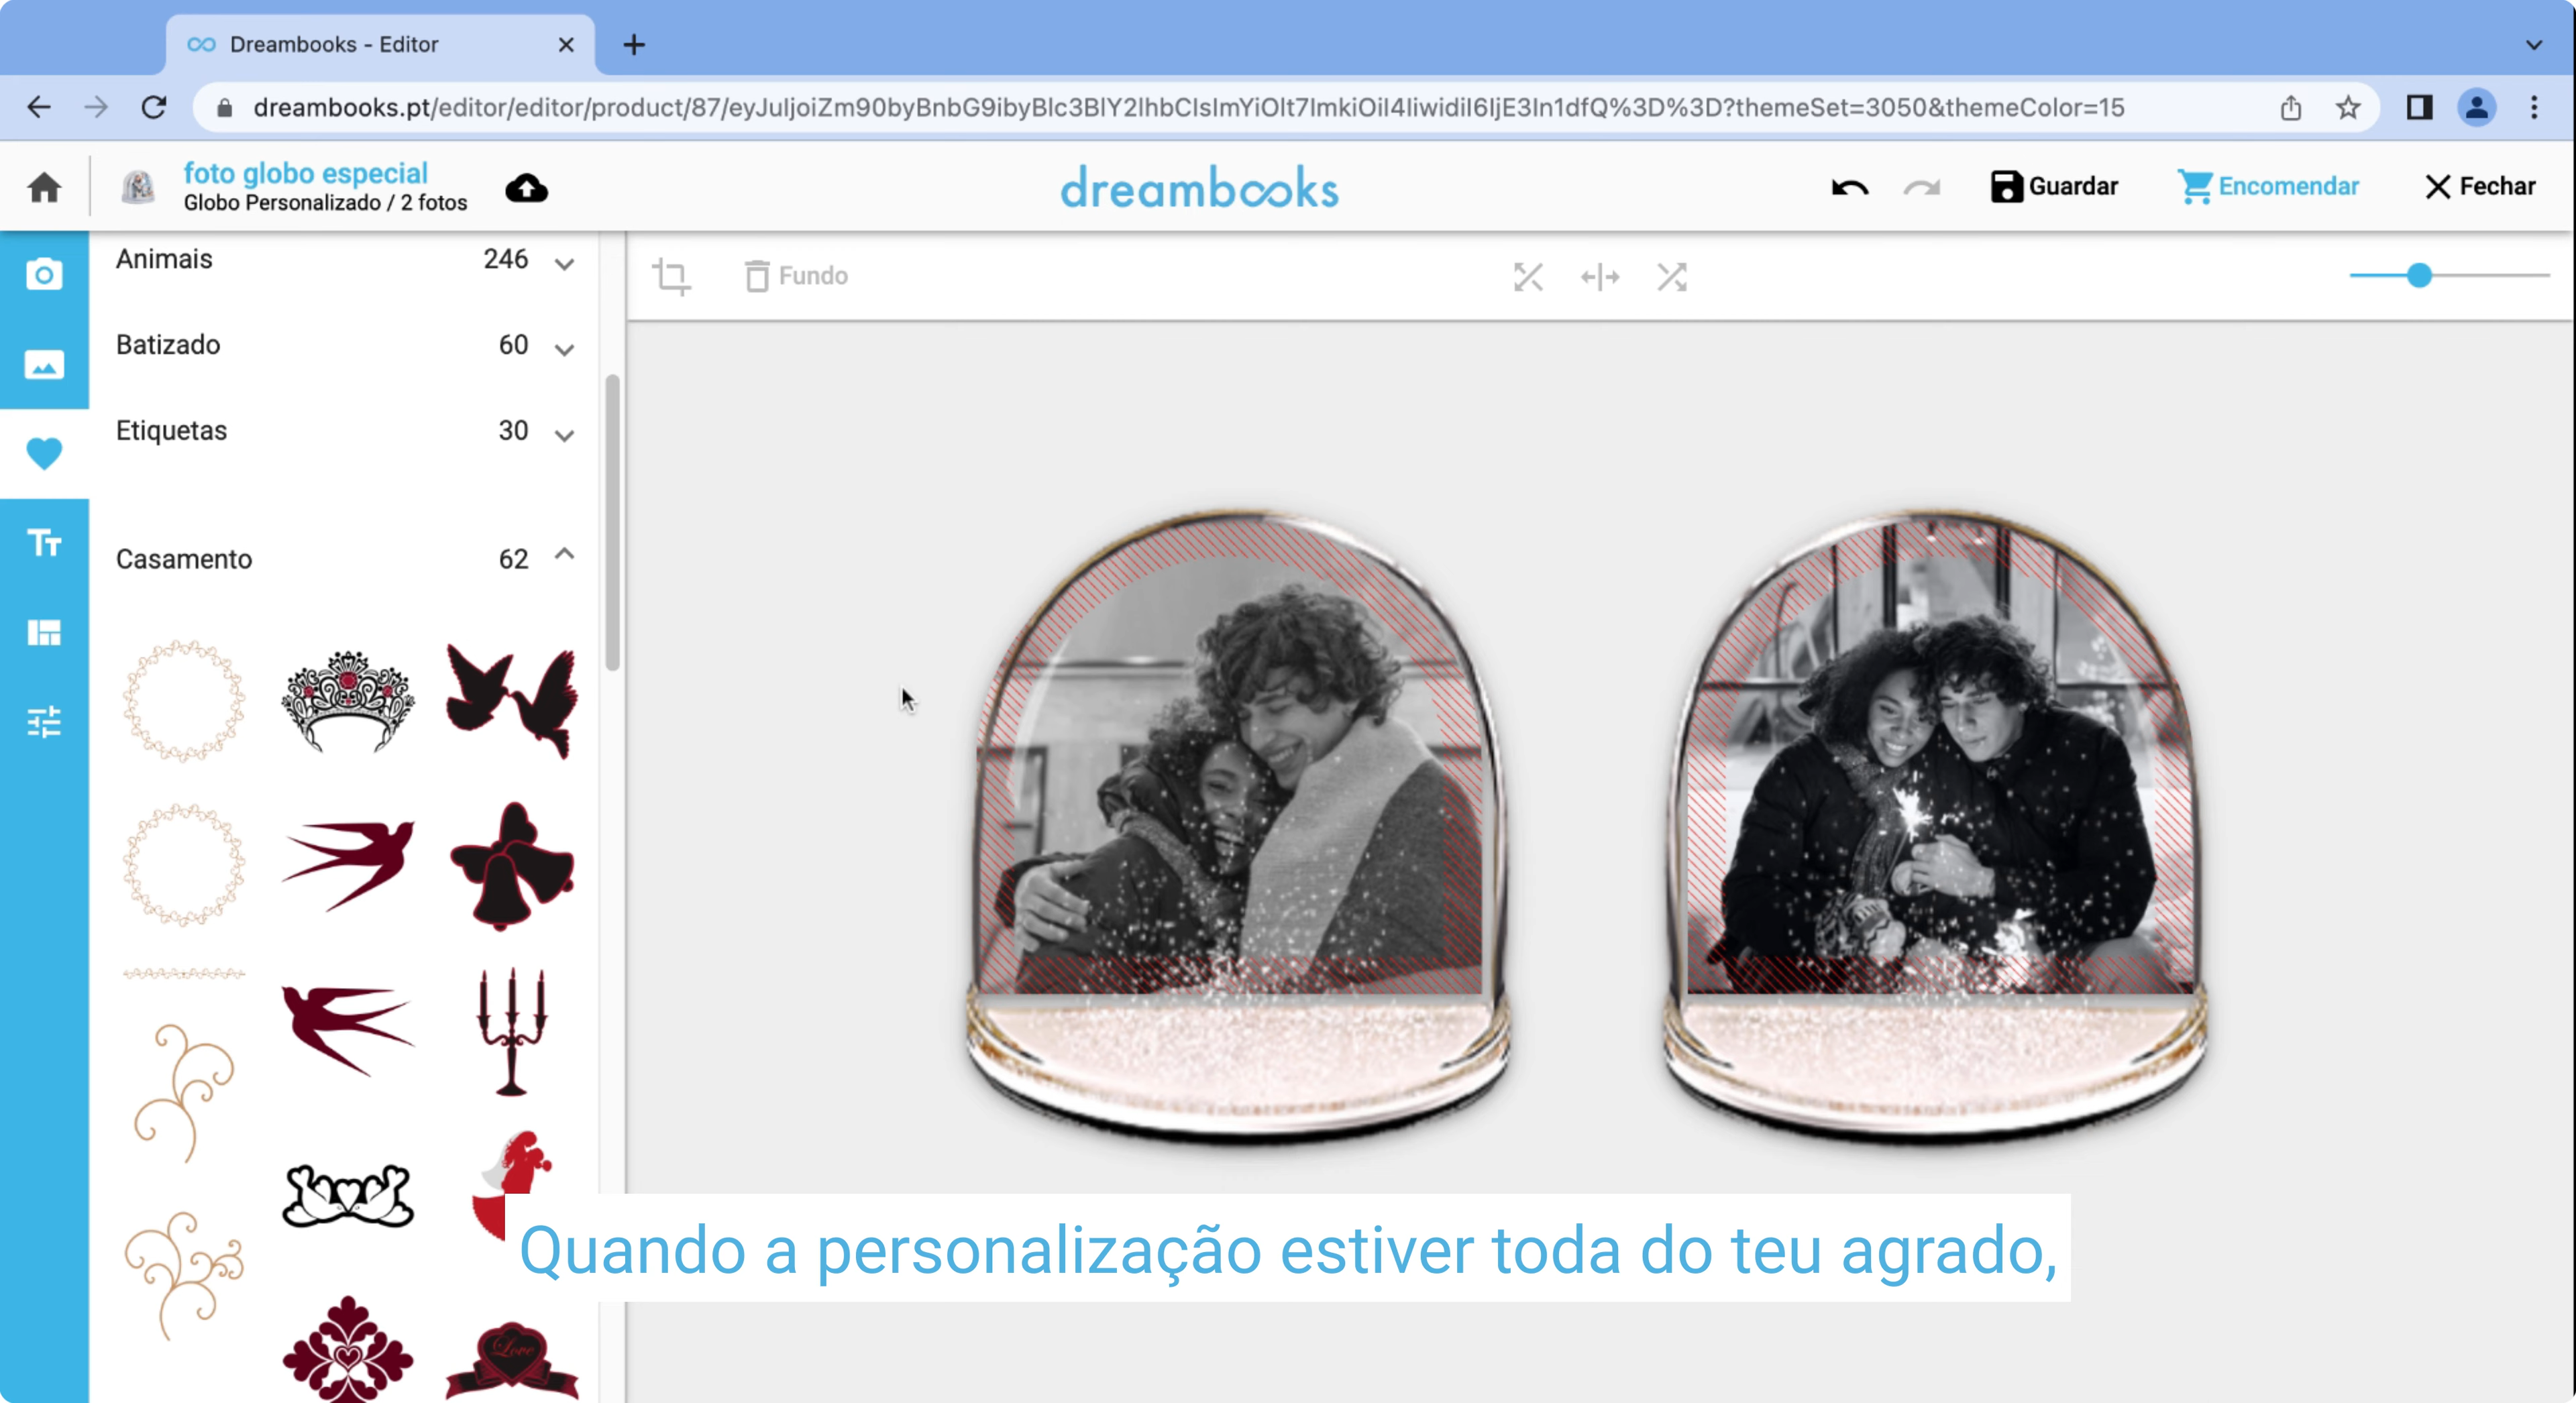 Dreambooks - Editor
dreambooks.pt/editor/editor/product/87/eyJuIjoiZm90byBnbG9ibyBlc3BlY2lhbCIsImYiOlt7ImkiOiI4IiwidiI6IjE3In1dfQ%3D%3D?themeSet=3050&themeColor=15
foto globo especial
Globo Personalizado / 2 fotos
dreambooks
Guardar
Encomendar
Fechar
Fundo
Animais 246
Batizado 60
Etiquetas 30
Casamento 62
Tt
Love
Quando a personalização estiver toda do teu agrado,